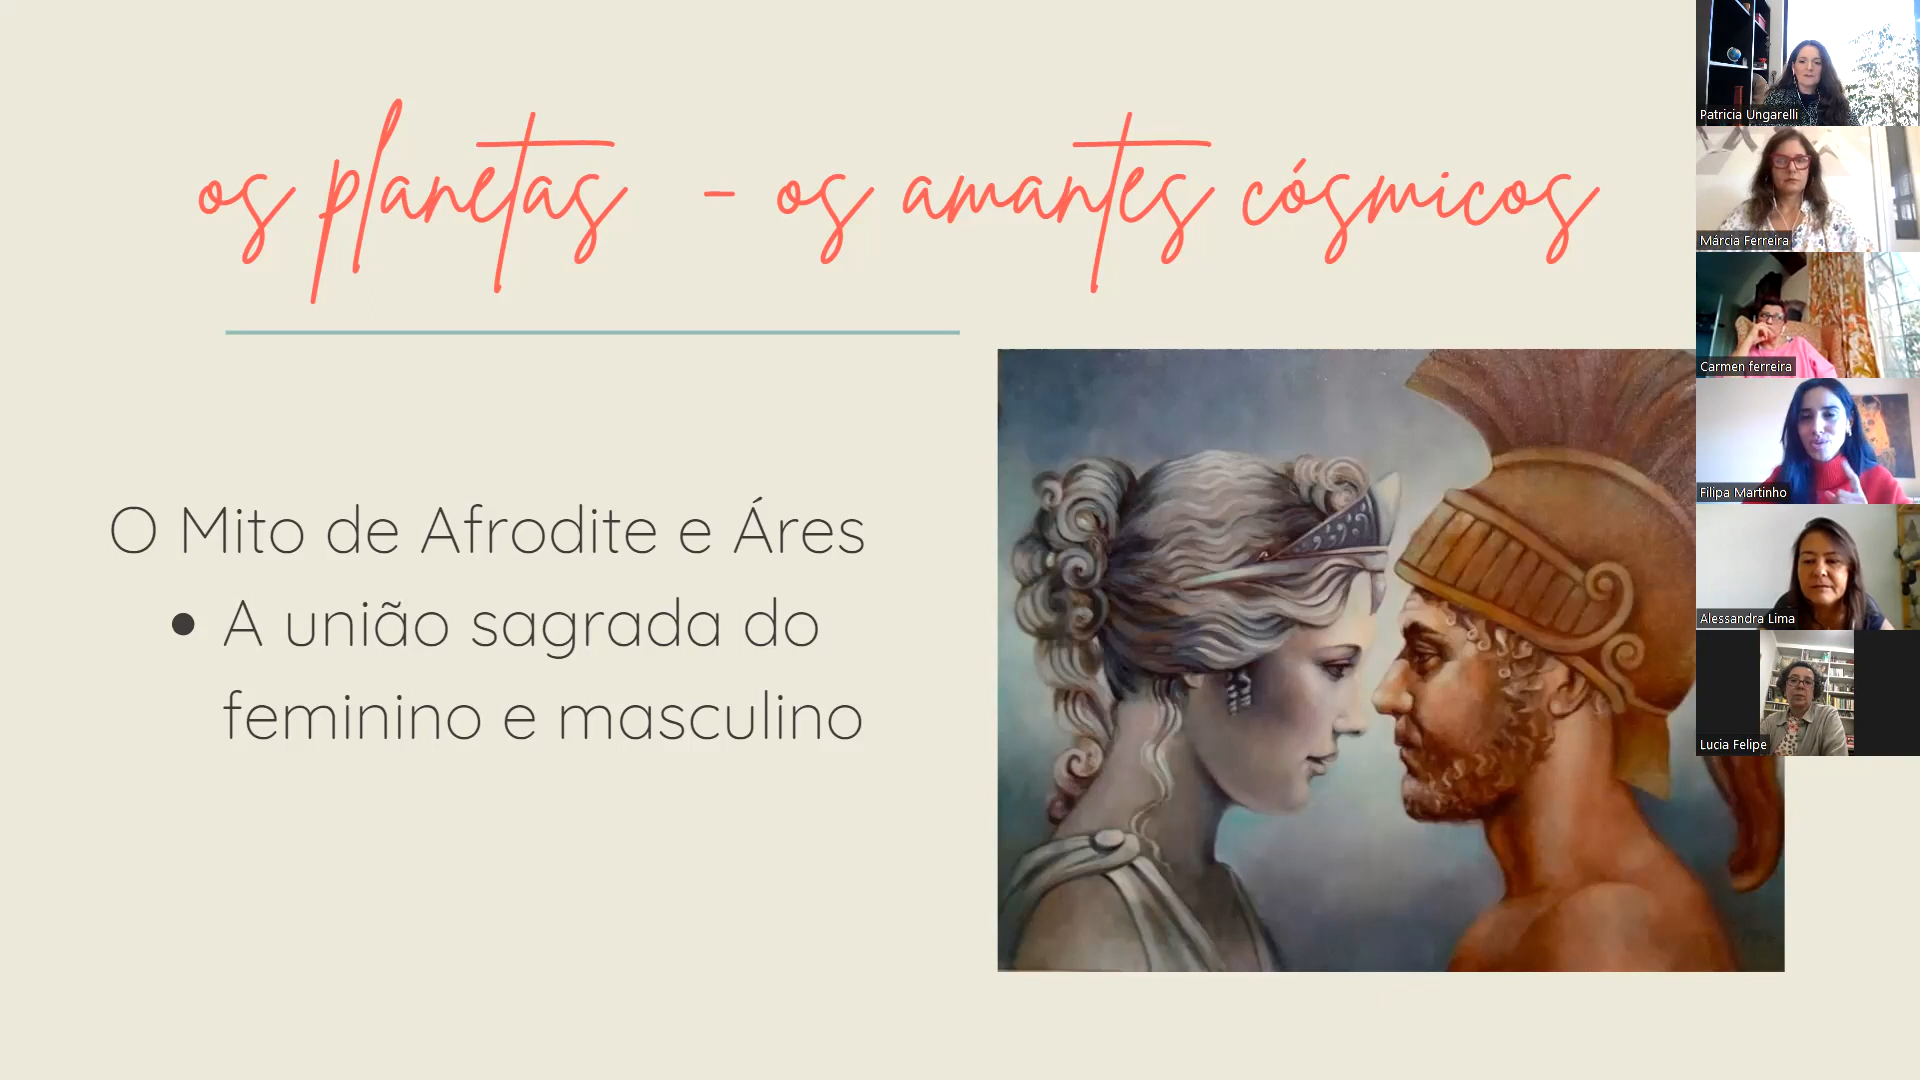 os planetas - os amantes cósmicos
O Mito de Afrodite e Áres
• A união sagrada do
feminino e masculino
Patricia Ungarelli
Márcia Ferreira
Carmen ferreira
Filipa Martinho
Alessandra Lima
Lucia Felipe